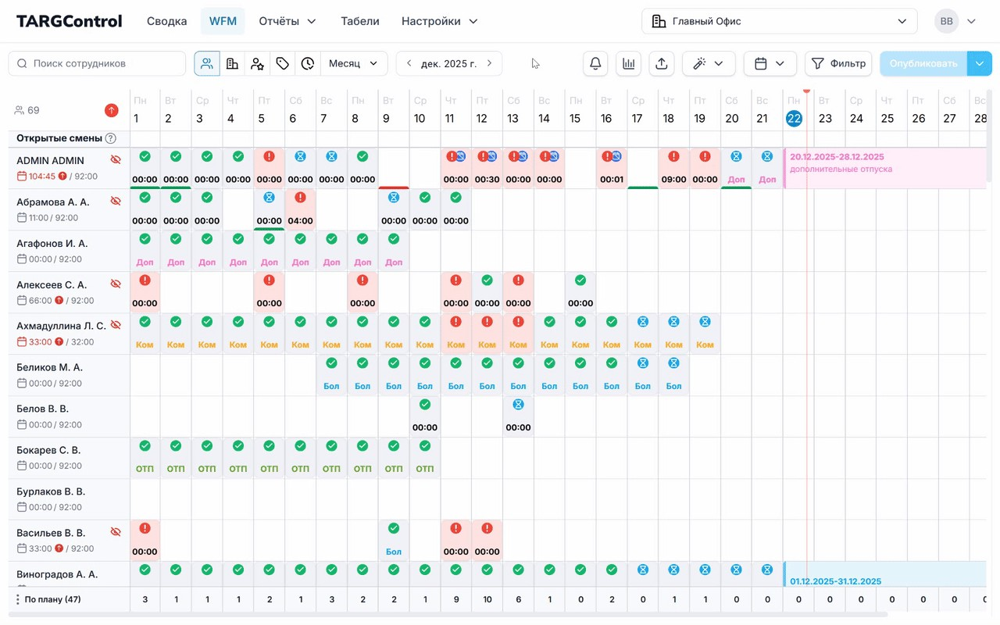 TARGControl Сводка WFM Отчёты Табели Настройки Главный Офис ВВ
Поиск сотрудников Месяц дек. 2025 г. Фильтр Опубликовать
Пн Вт Ср Чт Пт Сб Вс Пн Вт Ср Чт Пт Сб Вс Пн Вт Ср Чт Пт Сб Вс Пн Вт Ср Чт Пт Сб Вс
69 1 2 3 4 5 6 7 8 9 10 11 12 13 14 15 16 17 18 19 20 21 22 23 24 25 26 27 28
Открытые смены ?
ADMIN ADMIN
104:45 / 92:00
00:00 00:00 00:00 00:00 00:00 00:00 00:00 00:00 00:00 00:30 00:00 00:00 00:01 09:00 00:00 Доп Доп
20.12.2025-28.12.2025
дополнительные отпуска
Абрамова А. А.
11:00 / 92:00
00:00 00:00 00:00 00:00 04:00 00:00 00:00 00:00
Агафонов И. А.
00:00 / 92:00
Доп Доп Доп Доп Доп Доп Доп Доп Доп
Алексеев С. А.
66:00 / 92:00
00:00 00:00 00:00 00:00 00:00 00:00 00:00
Ахмадуллина Л. С.
33:00 / 32:00
Ком Ком Ком Ком Ком Ком Ком Ком Ком Ком Ком Ком Ком Ком Ком Ком Ком Ком Ком
Беликов М. А.
00:00 / 92:00
Бол Бол Бол Бол Бол Бол Бол Бол Бол Бол Бол Бол
Белов В. В.
00:00 / 92:00
00:00 00:00
Бокарев С. В.
00:00 / 92:00
ОТП ОТП ОТП ОТП ОТП ОТП ОТП ОТП ОТП ОТП
Бурлаков В. В.
00:00 / 92:00
Васильев В. В.
33:00 / 92:00
00:00 Бол 00:00 00:00
Виноградов А. А.
01.12.2025-31.12.2025
По плану (47) 3 1 1 1 2 1 3 2 2 1 9 10 6 1 0 2 0 1 1 0 0 0 0 0 0 0 0